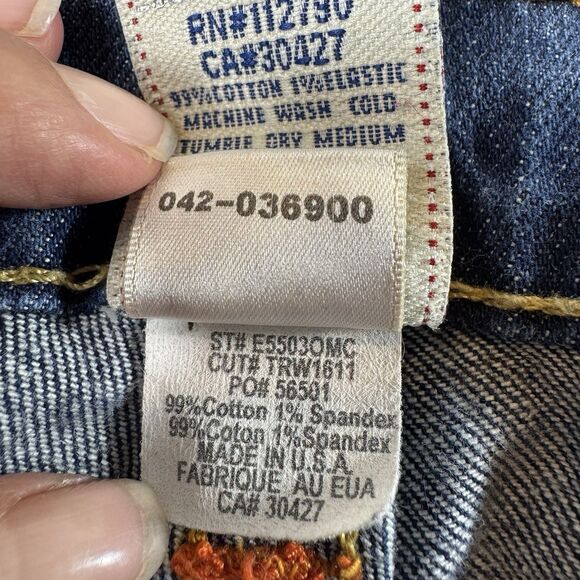 RN#112790
CA#30427
99%COTTON 1%ELASTIC
MACHINE WASH COLD
TUMBLE DRY MEDIUM
042-036900
ST# E5503OMC
CUT# TRW1611
PO# 56501
99%Cotton 1% Spandex
99%Coton 1%Spandex
MADE IN U.S.A.
FABRIQUE AU EUA
CA# 30427